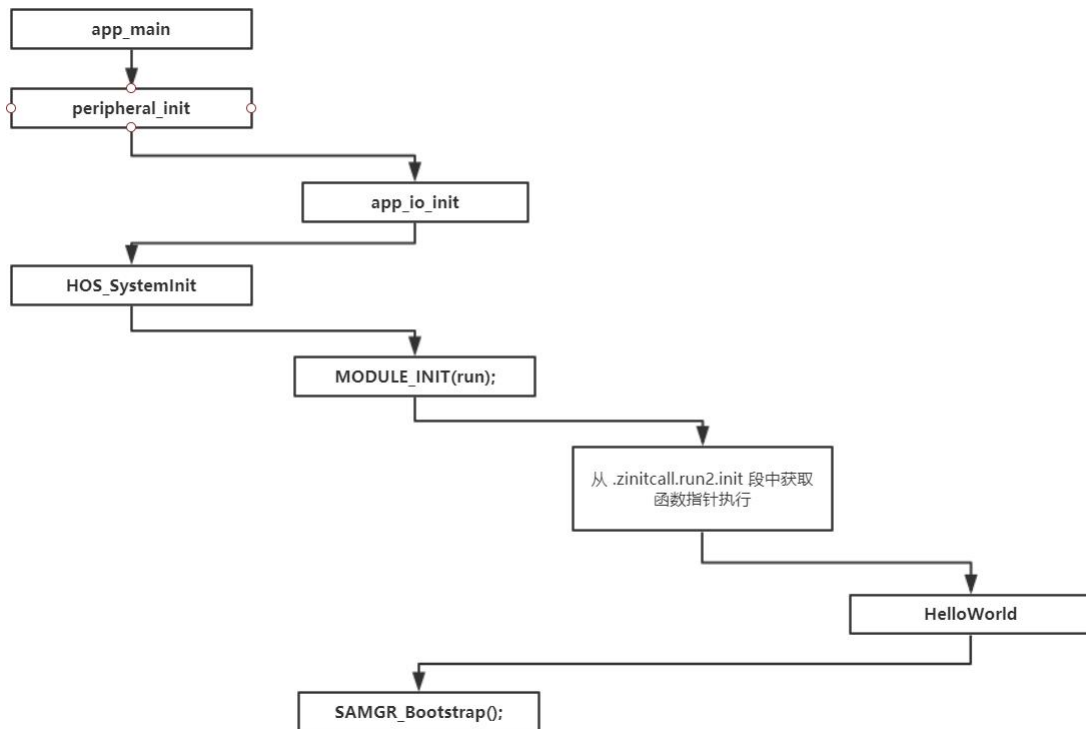 app_main
peripheral_init
app_io_init
HOS_SystemInit
MODULE_INIT(run);
从 .zinitcall.run2.init 段中获取
函数指针执行
HelloWorld
SAMGR_Bootstrap();